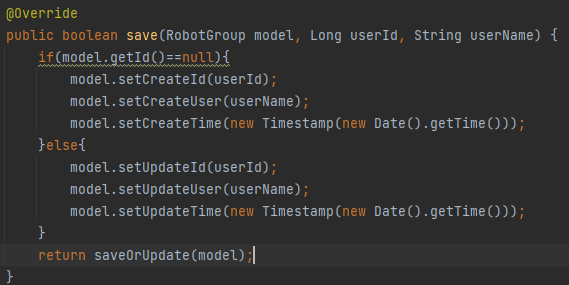 @Override
public boolean save(RobotGroup model, Long userId, String userName) {
    if(model.getId()==null){
        model.setCreateId(userId);
        model.setCreateUser(userName);
        model.setCreateTime(new Timestamp(new Date().getTime()));
    }else{
        model.setUpdateId(userId);
        model.setUpdateUser(userName);
        model.setUpdateTime(new Timestamp(new Date().getTime()));
    }
    return saveOrUpdate(model);
}